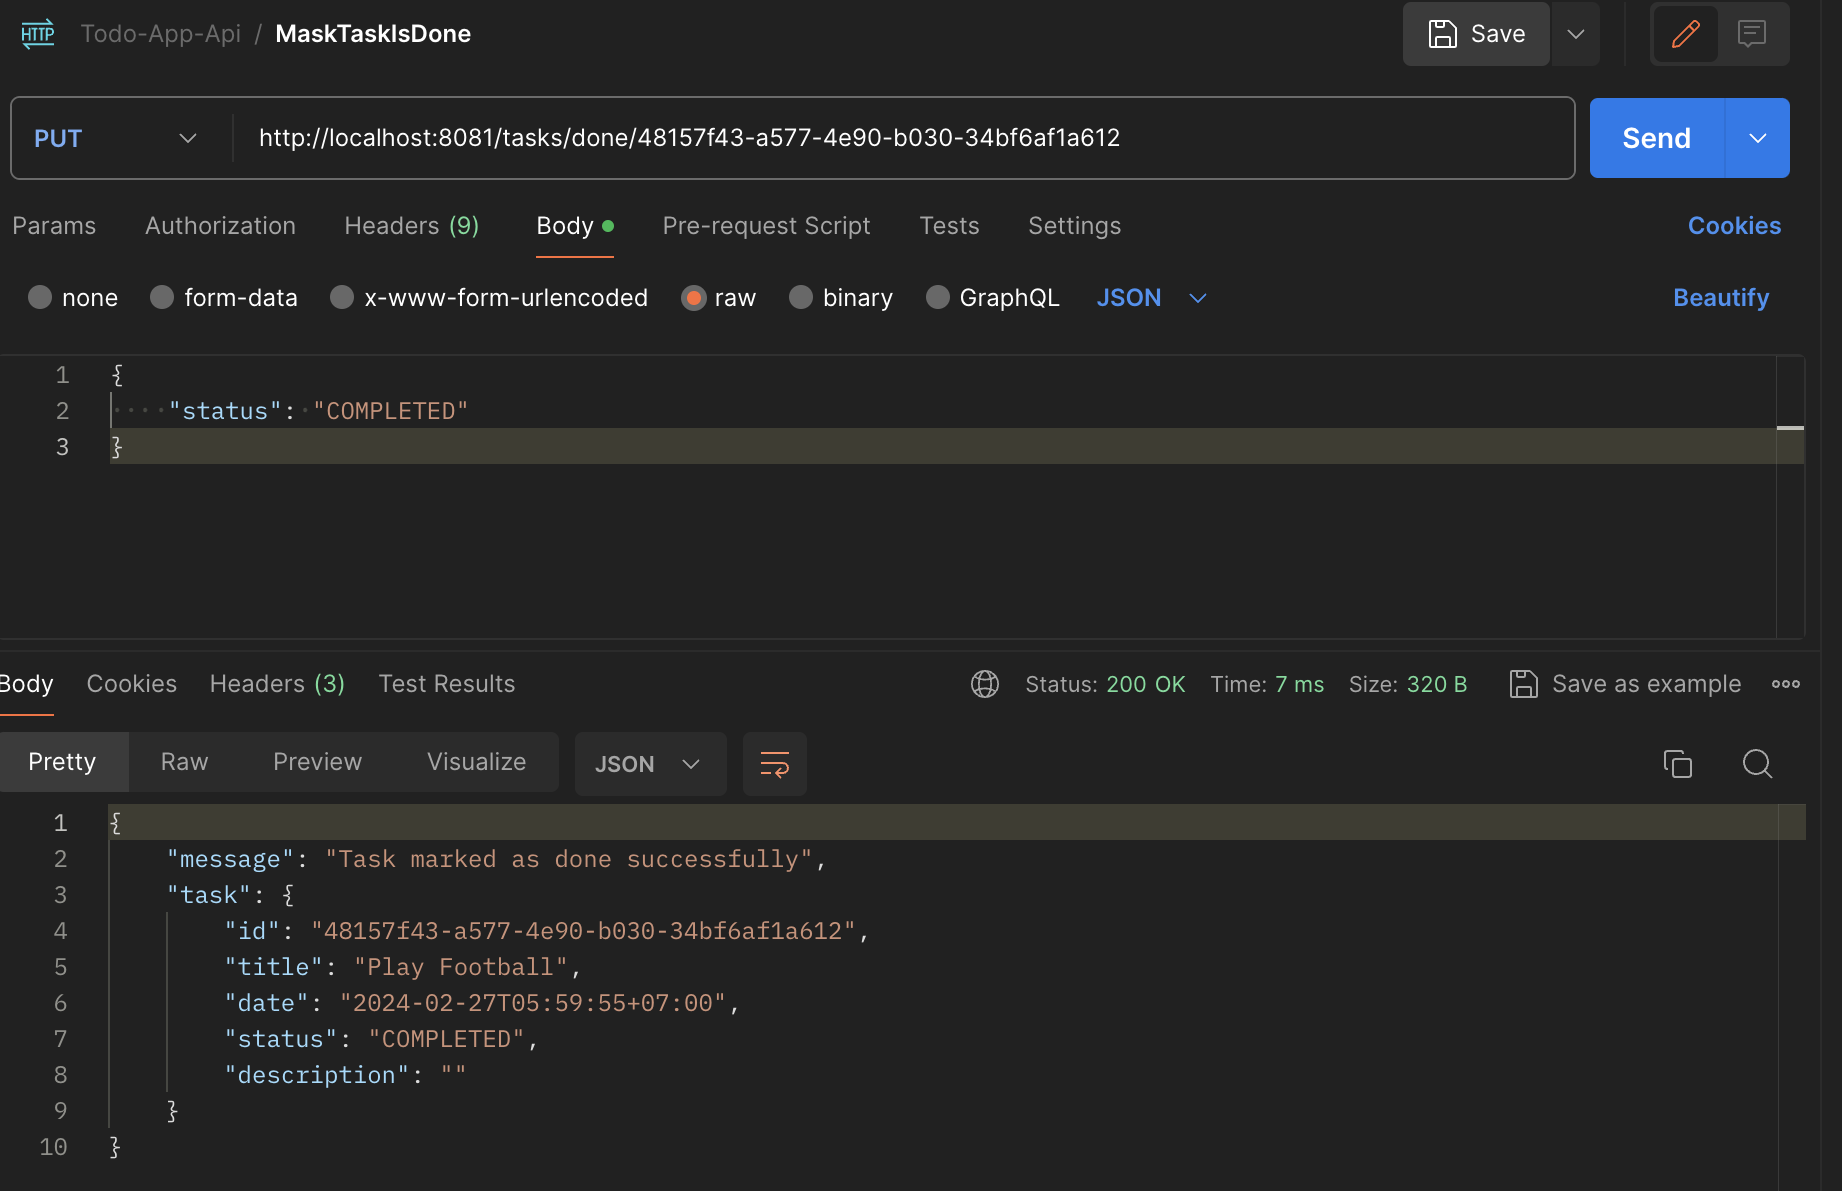 HTTP Todo-App-Api / MaskTaskIsDone Save
PUT http://localhost:8081/tasks/done/48157f43-a577-4e90-b030-34bf6af1a612 Send
Params Authorization Headers (9) Body Pre-request Script Tests Settings Cookies
none form-data x-www-form-urlencoded raw binary GraphQL JSON Beautify
1 {
2 "status": "COMPLETED"
3 }
Body Cookies Headers (3) Test Results Status: 200 OK Time: 7 ms Size: 320 B Save as example
Pretty Raw Preview Visualize JSON
1 {
2 "message": "Task marked as done successfully",
3 "task": {
4 "id": "48157f43-a577-4e90-b030-34bf6af1a612",
5 "title": "Play Football",
6 "date": "2024-02-27T05:59:55+07:00",
7 "status": "COMPLETED",
8 "description": ""
9 }
10 }